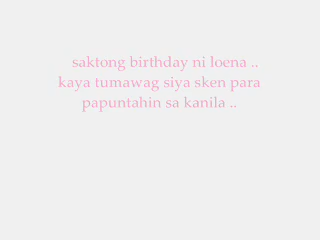 saktong birthday ni loena ..
kaya tumawag siya sken para
papuntahin sa kanila ..